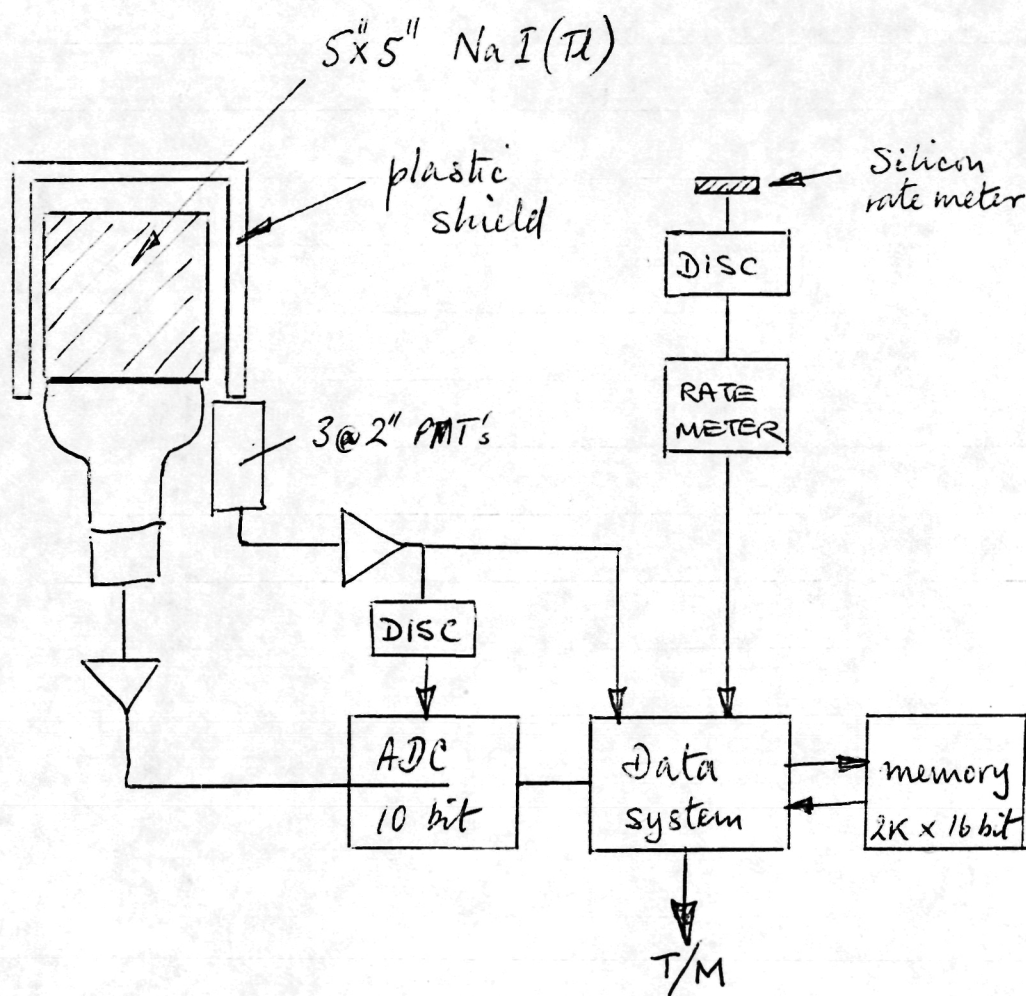 5"x5" NaI(Tl)
plastic
shield
Silicon
rate meter
DISC
RATE
METER
3@2" PMT's
DISC
ADC
10 bit
Data
system
memory
2K x 16 bit
T/M